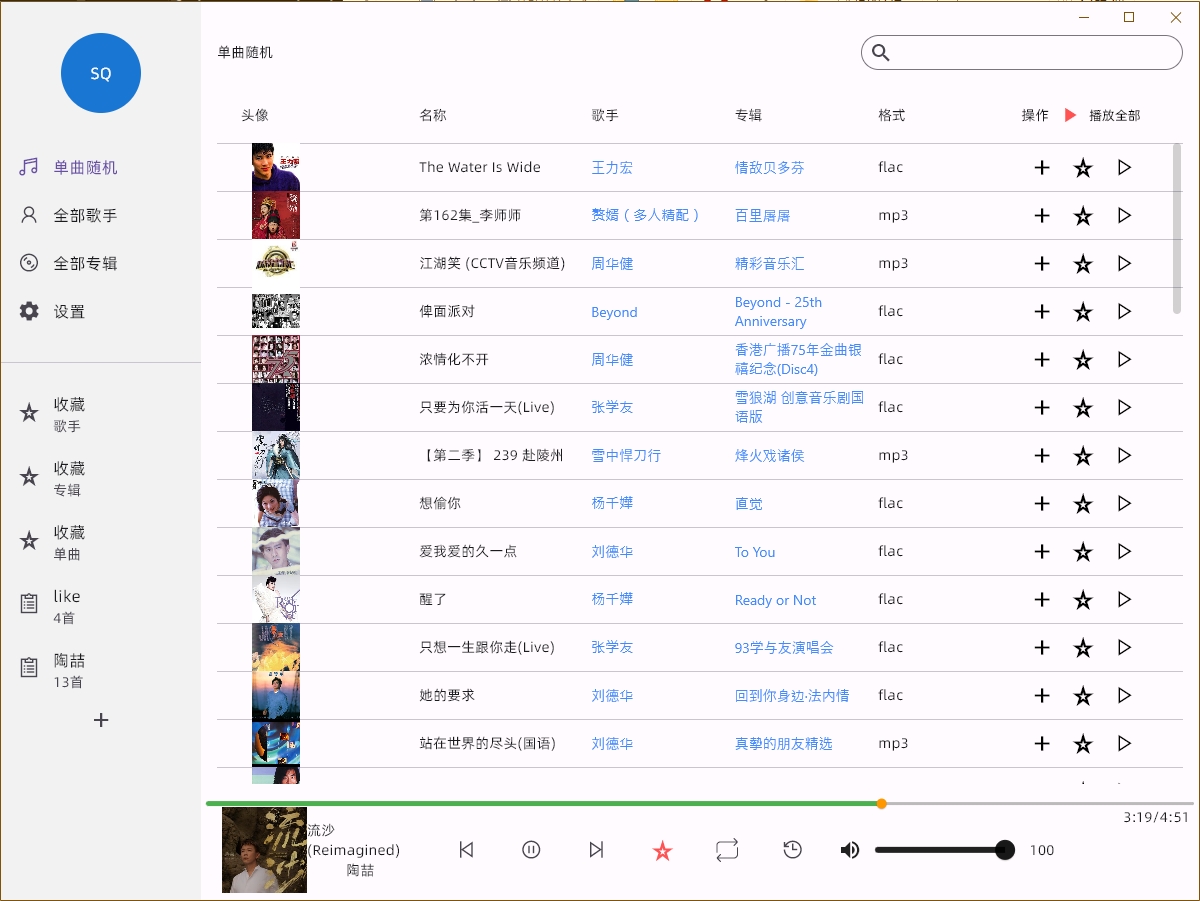 SQ
单曲随机
全部歌手
全部专辑
设置
收藏
歌手
收藏
专辑
收藏
单曲
like
4首
陶喆
13首
单曲随机
头像 名称 歌手 专辑 格式 操作 播放全部
The Water Is Wide 王力宏 情敌贝多芬 flac
第162集_李师师 赘婿（多人精配） 百里屠屠 mp3
江湖笑 (CCTV音乐频道) 周华健 精彩音乐汇 mp3
俾面派对 Beyond Beyond - 25th
Anniversary flac
浓情化不开 周华健 香港广播75年金曲银
禧纪念(Disc4) flac
只要为你活一天(Live) 张学友 雪狼湖 创意音乐剧国
语版 flac
【第二季】 239 赴陵州 雪中悍刀行 烽火戏诸侯 mp3
想偷你 杨千嬅 直觉 flac
爱我爱的久一点 刘德华 To You flac
醒了 杨千嬅 Ready or Not flac
只想一生跟你走(Live) 张学友 93学与友演唱会 flac
她的要求 刘德华 回到你身边·法内情 flac
站在世界的尽头(国语) 刘德华 真挚的朋友精选 mp3
3:19/4:51
流沙
流沙
(Reimagined)
陶喆
100